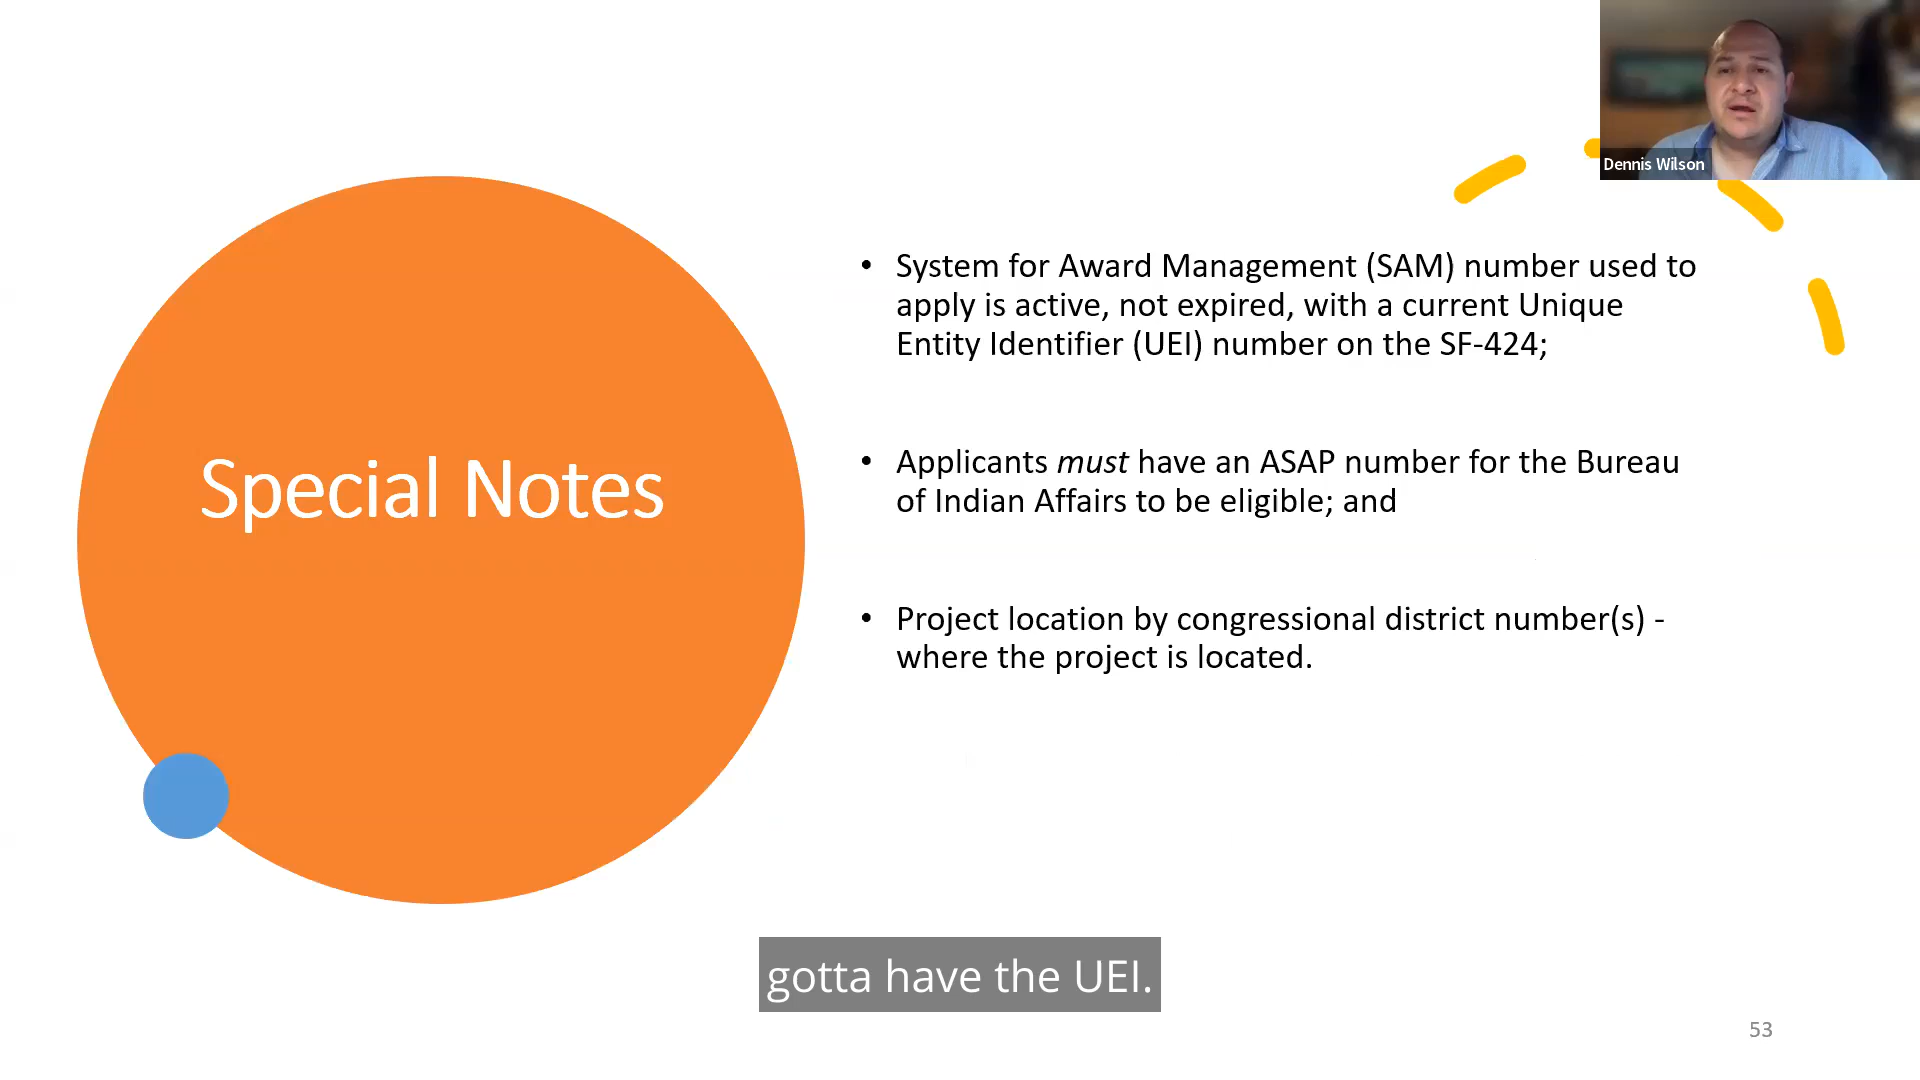 Dennis Wilson
Special Notes
• System for Award Management (SAM) number used to
apply is active, not expired, with a current Unique
Entity Identifier (UEI) number on the SF-424;
• Applicants must have an ASAP number for the Bureau
of Indian Affairs to be eligible; and
• Project location by congressional district number(s) -
where the project is located.
gotta have the UEI.
53